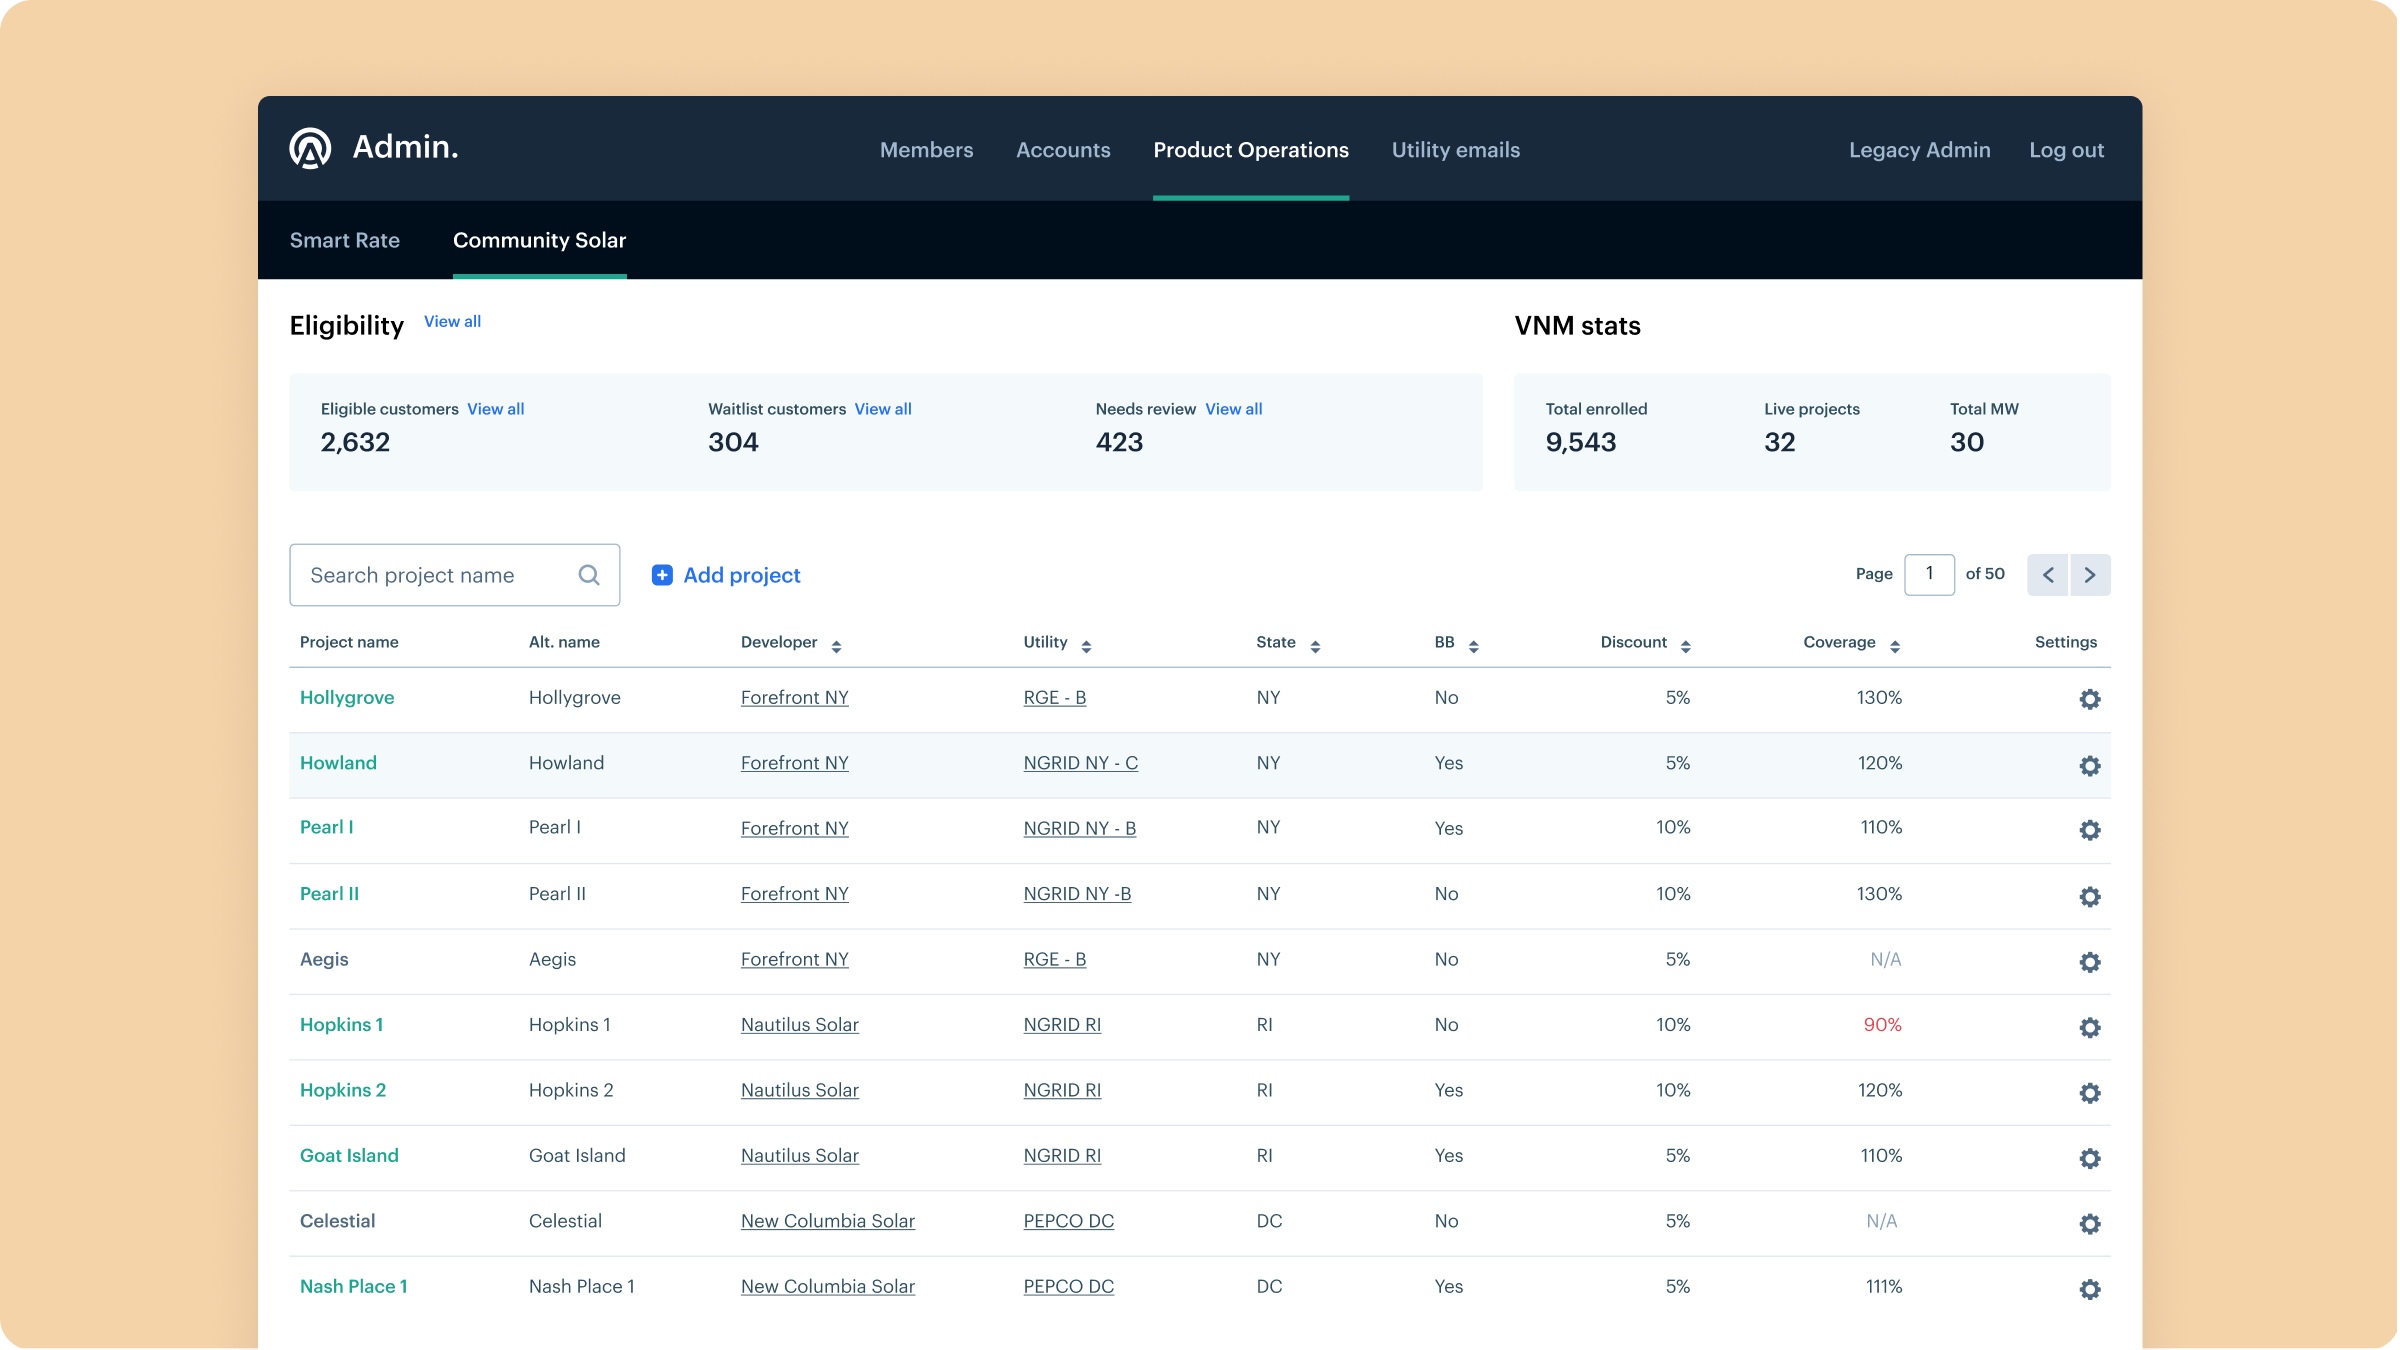 Admin. Members Accounts Product Operations Utility emails Legacy Admin Log out
Smart Rate Community Solar
Eligibility View all VNM stats
Eligible customers View all Waitlist customers View all Needs review View all Total enrolled Live projects Total MW
2,632 304 423 9,543 32 30
Search project name Add project Page 1 of 50
Project name Alt. name Developer Utility State BB Discount Coverage Settings
Hollygrove Hollygrove Forefront NY RGE - B NY No 5% 130%
Howland Howland Forefront NY NGRID NY - C NY Yes 5% 120%
Pearl I Pearl I Forefront NY NGRID NY - B NY Yes 10% 110%
Pearl II Pearl II Forefront NY NGRID NY -B NY No 10% 130%
Aegis Aegis Forefront NY RGE - B NY No 5% N/A
Hopkins 1 Hopkins 1 Nautilus Solar NGRID RI RI No 10% 90%
Hopkins 2 Hopkins 2 Nautilus Solar NGRID RI RI Yes 10% 120%
Goat Island Goat Island Nautilus Solar NGRID RI RI Yes 5% 110%
Celestial Celestial New Columbia Solar PEPCO DC DC No 5% N/A
Nash Place 1 Nash Place 1 New Columbia Solar PEPCO DC DC Yes 5% 111%